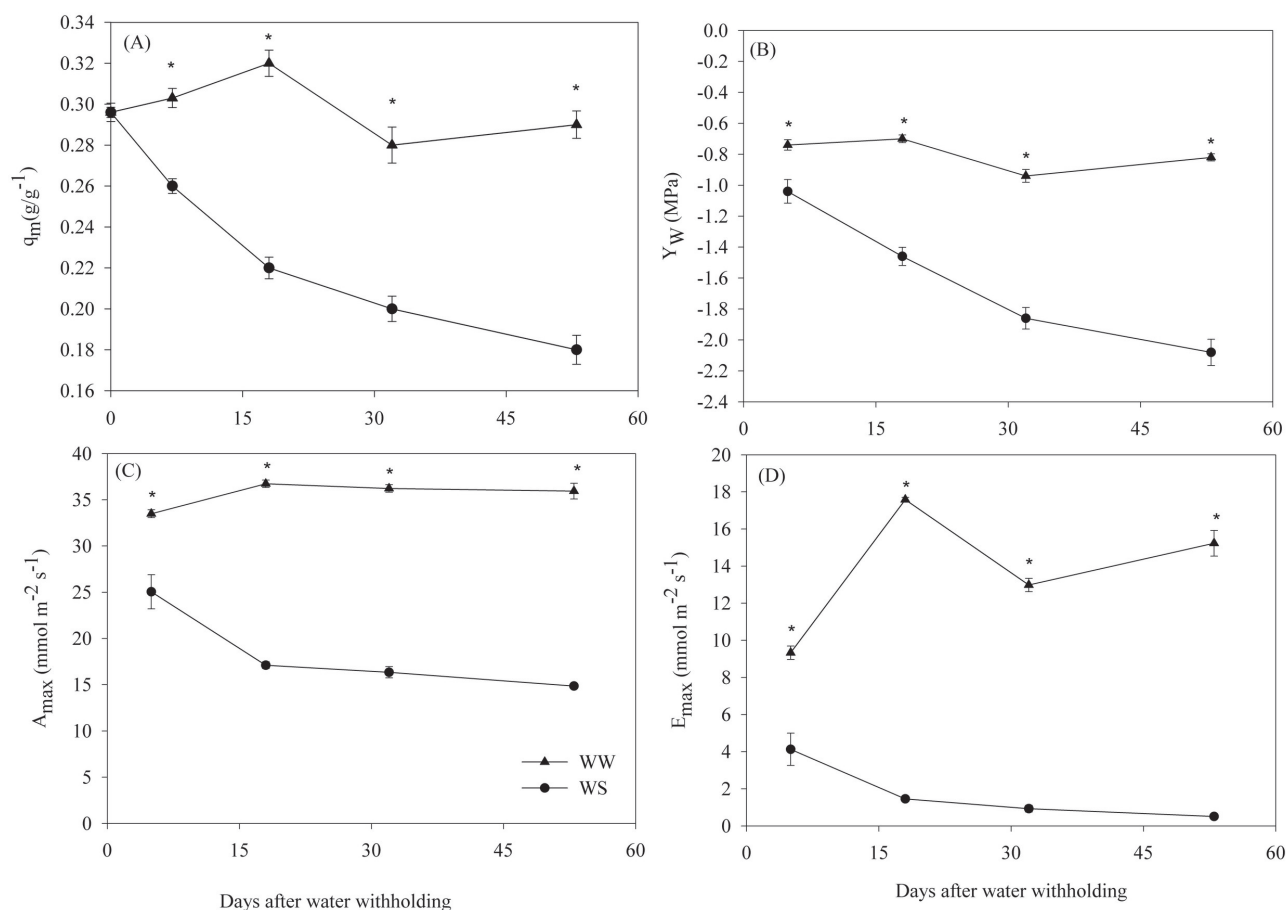 (A)
0.34
0.32
0.30
0.28
0.26
0.24
0.22
0.20
0.18
0.16
q_m (g/g⁻¹)
0 15 30 45 60
* * * *
(B)
0.0
-0.2
-0.4
-0.6
-0.8
-1.0
-1.2
-1.4
-1.6
-1.8
-2.0
-2.2
-2.4
Y_W (MPa)
0 15 30 45 60
* * * *
(C)
40
35
30
25
20
15
10
5
0
A_max (mmol m⁻² s⁻¹)
* * * *
WW
WS
0 15 30 45 60
Days after water withholding
(D)
20
18
16
14
12
10
8
6
4
2
0
E_max (mmol m⁻² s⁻¹)
* * * *
0 15 30 45 60
Days after water withholding